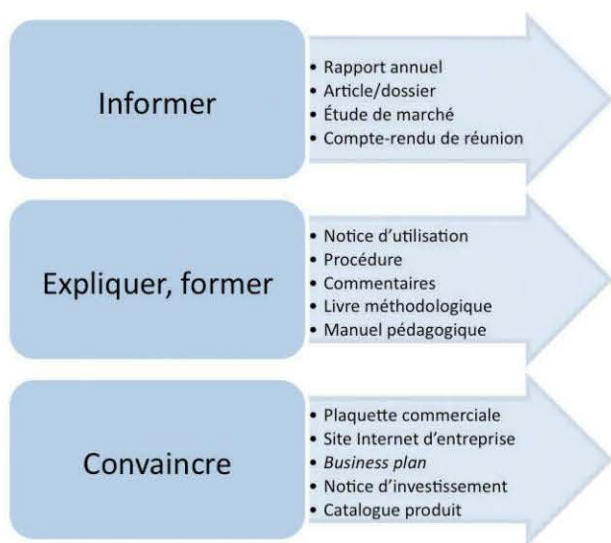 Informer
• Rapport annuel
• Article/dossier
• Étude de marché
• Compte-rendu de réunion
Expliquer, former
• Notice d’utilisation
• Procédure
• Commentaires
• Livre méthodologique
• Manuel pédagogique
Convaincre
• Plaquette commerciale
• Site Internet d’entreprise
• Business plan
• Notice d’investissement
• Catalogue produit